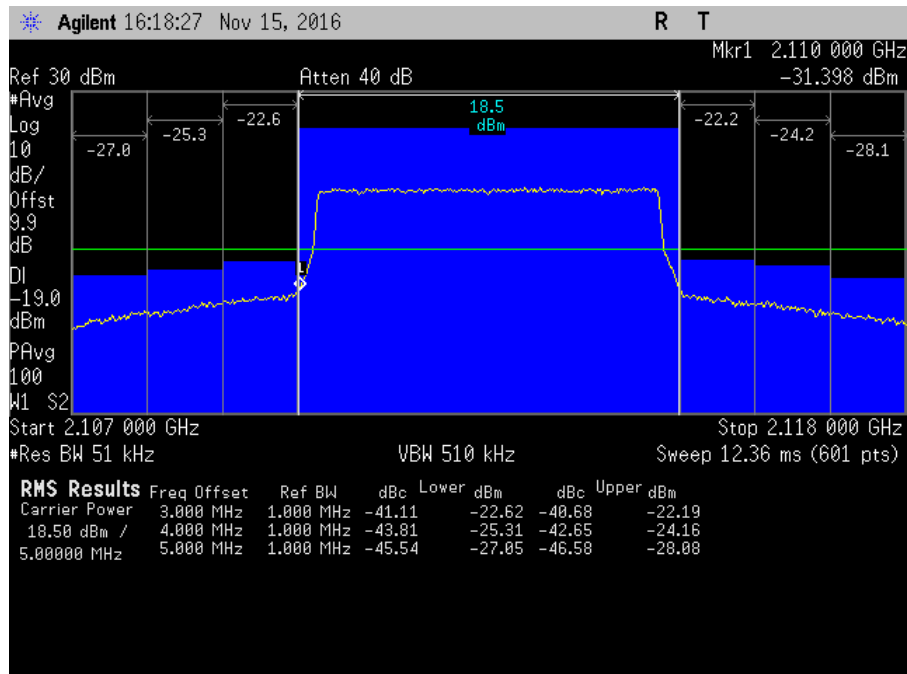 Agilent 16:18:27 Nov 15, 2016 R T
Mkr1 2.110 000 GHz
Ref 30 dBm Atten 40 dB -31.398 dBm
#Avg
Log
10
dB/
Offst
9.9
dB
DI
-19.0
dBm
PAvg
100
W1 S2
-27.0 -25.3 -22.6 18.5 dBm -22.2 -24.2 -28.1
1
Start 2.107 000 GHz Stop 2.118 000 GHz
#Res BW 51 kHz VBW 510 kHz Sweep 12.36 ms (601 pts)
RMS Results Freq Offset Ref BW dBc Lower dBm dBc Upper dBm
Carrier Power 3.000 MHz 1.000 MHz -41.11 -22.62 -40.68 -22.19
18.50 dBm / 4.000 MHz 1.000 MHz -43.81 -25.31 -42.65 -24.16
5.00000 MHz 5.000 MHz 1.000 MHz -45.54 -27.05 -46.58 -28.08